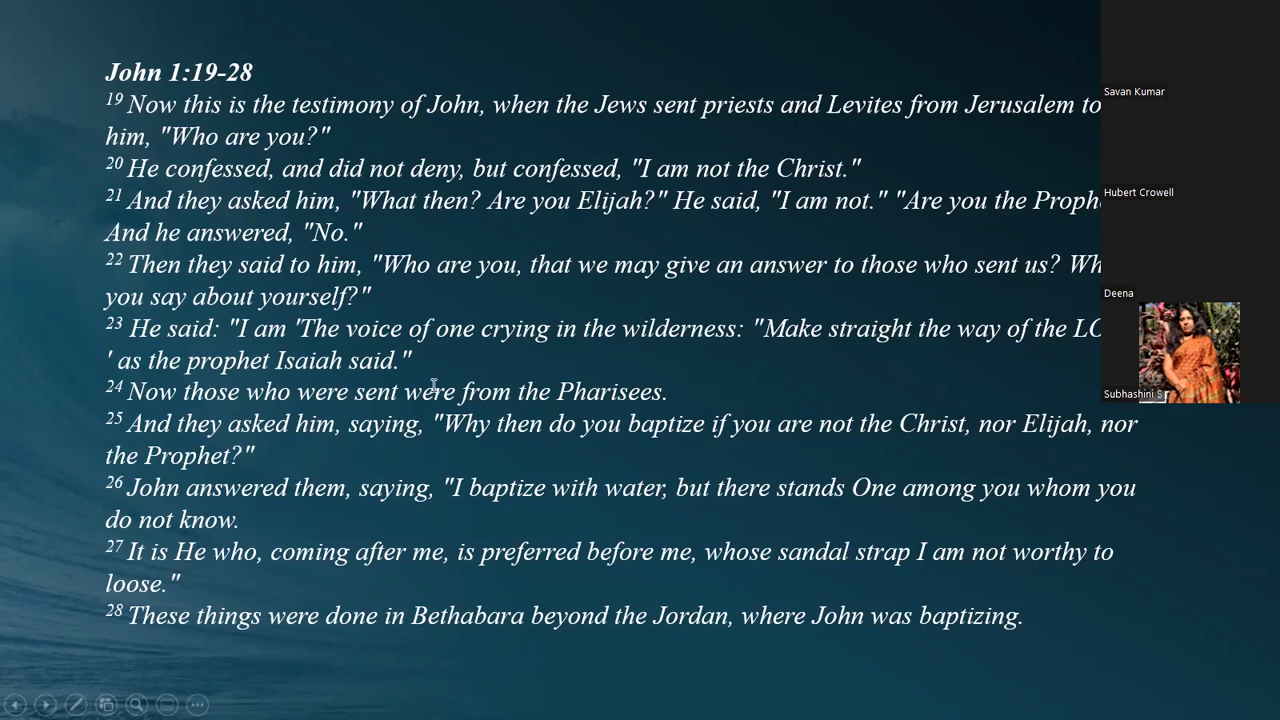 John 1:19-28
19 Now this is the testimony of John, when the Jews sent priests and Levites from Jerusalem to
him, "Who are you?"
20 He confessed, and did not deny, but confessed, "I am not the Christ."
21 And they asked him, "What then? Are you Elijah?" He said, "I am not." "Are you the
And he answered, "No."
22 Then they said to him, "Who are you, that we may give an answer to those who sent us?
you say about yourself?"
23 He said: "I am 'The voice of one crying in the wilderness: "Make straight the way of the
' as the prophet Isaiah said."
24 Now those who were sent were from the Pharisees.
25 And they asked him, saying, "Why then do you baptize if you are not the Christ, nor Elijah, nor
the Prophet?"
26 John answered them, saying, "I baptize with water, but there stands One among you whom you
do not know.
27 It is He who, coming after me, is preferred before me, whose sandal strap I am not worthy to
loose."
28 These things were done in Bethabara beyond the Jordan, where John was baptizing.
Savan Kumar
Hubert Crowell
Deena
Subhashini S